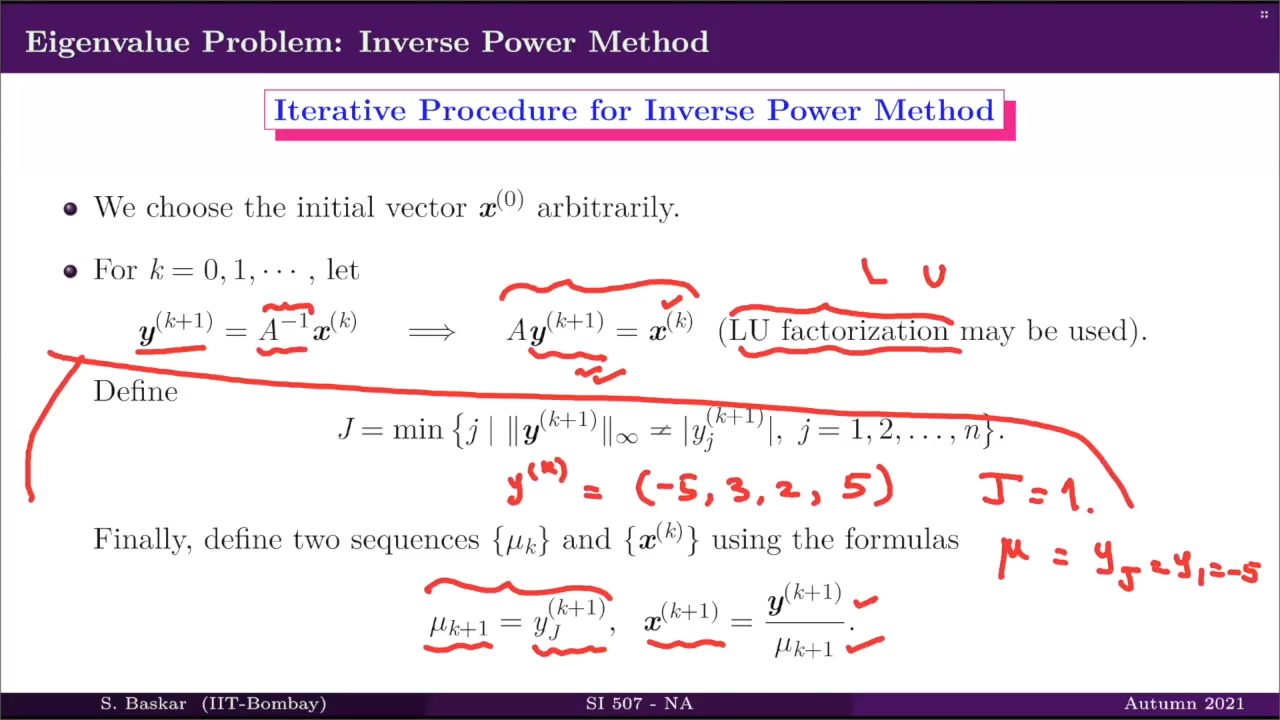 Eigenvalue Problem: Inverse Power Method
Iterative Procedure for Inverse Power Method
We choose the initial vector x^(0) arbitrarily.
For k = 0, 1, ⋯ , let
L U
y^(k+1) = A^−1 x^(k) ⟹ Ay^(k+1) = x^(k) (LU factorization may be used).
Define
J = min {j | ‖y^(k+1)‖_∞ ≠ |y_j^(k+1)|, j = 1, 2, . . . , n}.
y^(k) = (-5, 3, 2, 5) J = 1.
Finally, define two sequences {μ_k} and {x^(k)} using the formulas
μ = y_J = y_1 = -5
μ_k+1 = y_J^(k+1), x^(k+1) = y^(k+1) / μ_k+1.
S. Baskar (IIT-Bombay) SI 507 - NA Autumn 2021